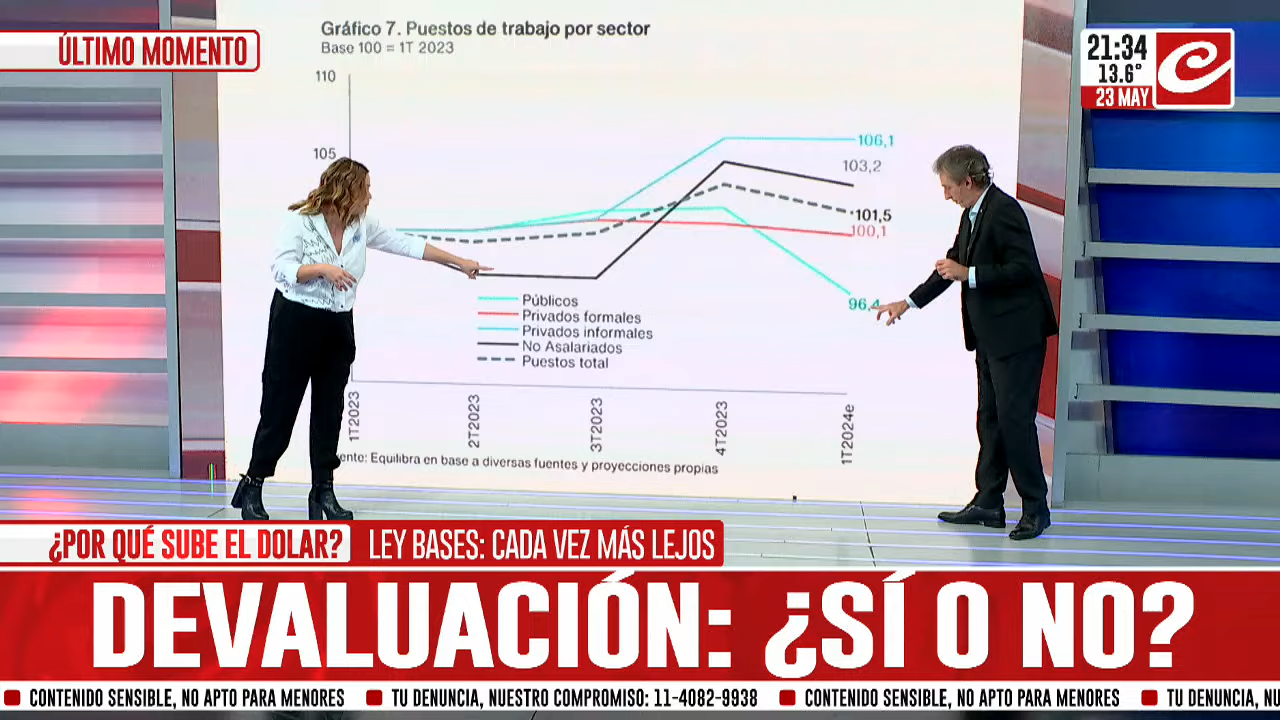 ÚLTIMO MOMENTO
Gráfico 7. Puestos de trabajo por sector
Base 100 = 1T 2023
110
105
106,1
103,2
101,5
100,1
96,4
Públicos
Privados formales
Privados informales
No Asalariados
Puestos total
1T2023
2T2023
3T2023
4T2023
1T2024e
Equilibra en base a diversas fuentes y proyecciones propias
21:34
13.6°
23 MAY
¿POR QUÉ SUBE EL DOLAR?
LEY BASES: CADA VEZ MÁS LEJOS
DEVALUACIÓN: ¿SÍ O NO?
CONTENIDO SENSIBLE, NO APTO PARA MENORES TU DENUNCIA, NUESTRO COMPROMISO: 11-4082-9938 CONTENIDO SENSIBLE, NO APTO PARA MENORES TU DENUNCIA,